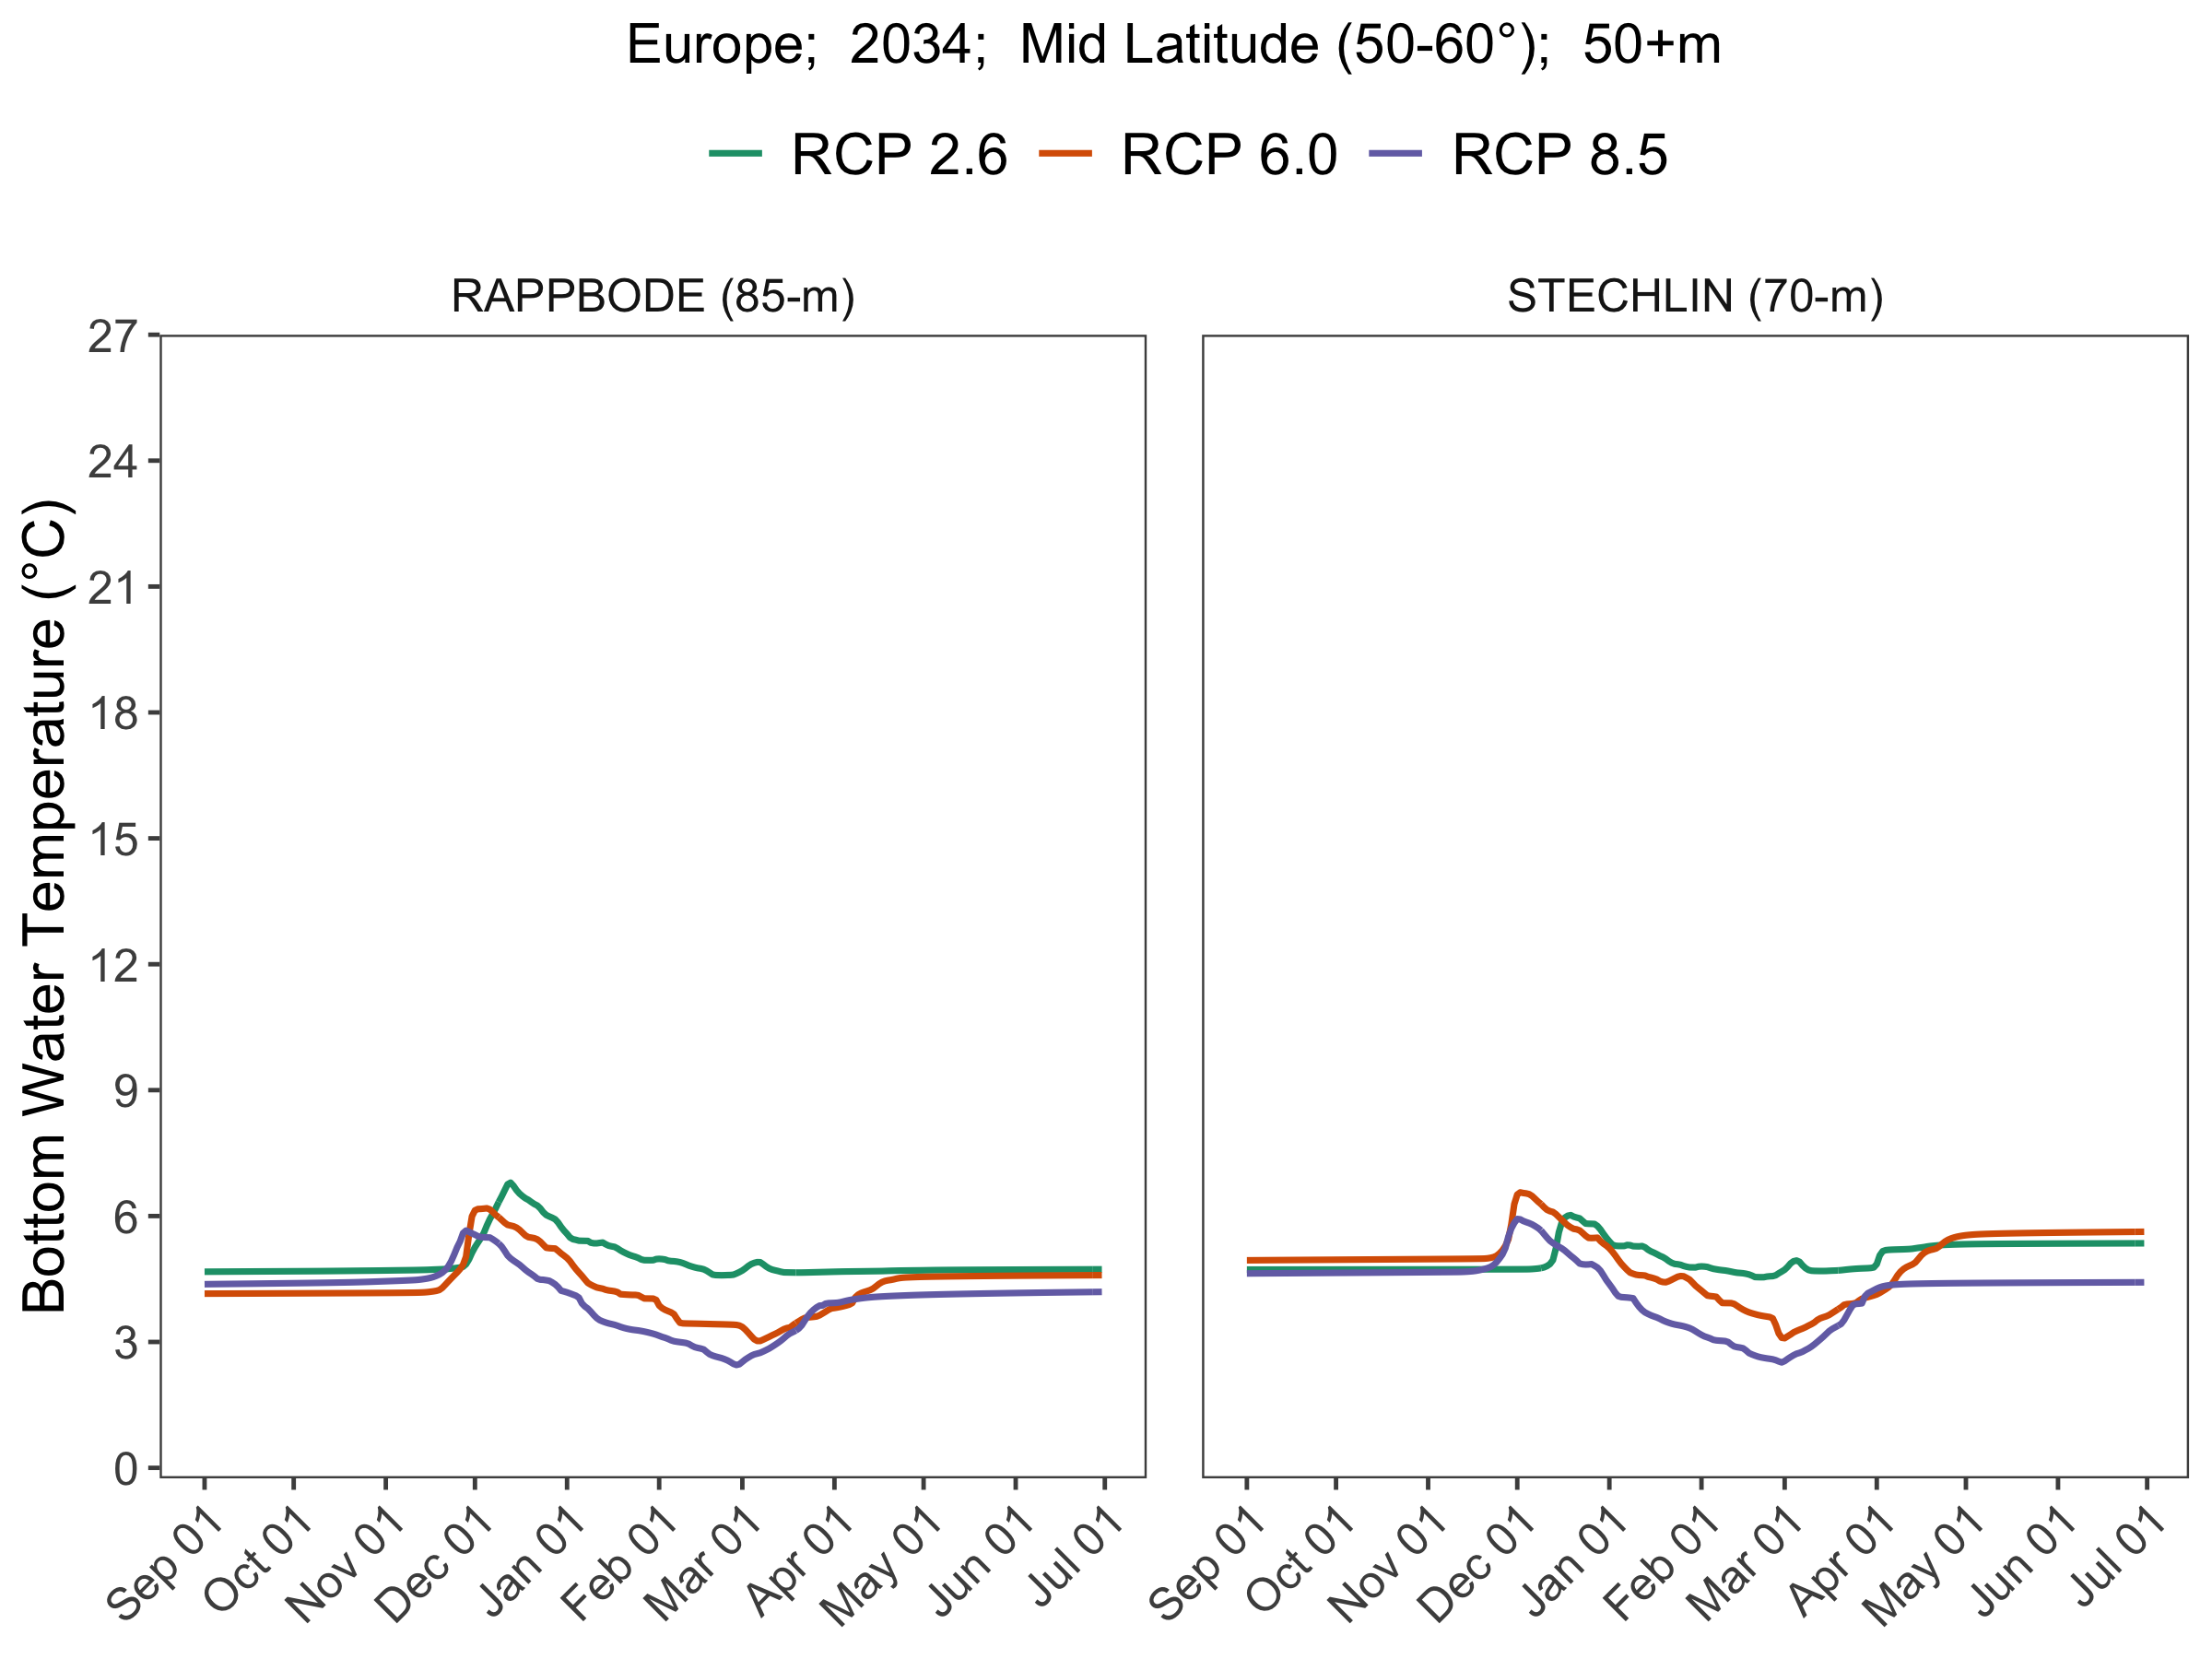 Europe;  2034;  Mid Latitude (50-60°);  50+m
RCP 2.6 RCP 6.0 RCP 8.5
RAPPBODE (85-m)
STECHLIN (70-m)
Bottom Water Temperature (°C)
27
24
21
18
15
12
9
6
3
0
Sep 01 Oct 01 Nov 01 Dec 01 Jan 01 Feb 01 Mar 01 Apr 01 May 01 Jun 01 Jul 01
Sep 01 Oct 01 Nov 01 Dec 01 Jan 01 Feb 01 Mar 01 Apr 01 May 01 Jun 01 Jul 01